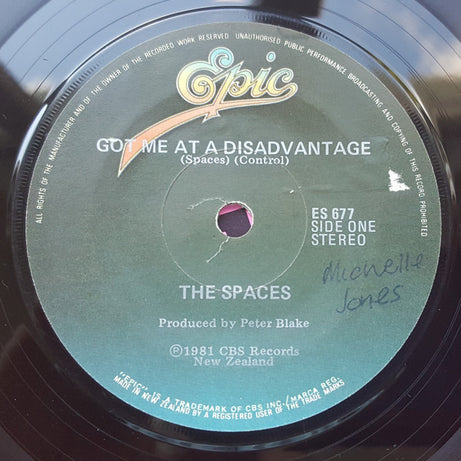 ALL RIGHTS OF THE MANUFACTURER AND OF THE OWNER OF THE RECORDED WORK RESERVED UNAUTHORISED PUBLIC PERFORMANCE BROADCASTING AND COPYING OF THIS RECORD PROHIBITED
Epic
GOT ME AT A DISADVANTAGE
(Spaces) (Control)
ES 677
SIDE ONE
STEREO
Michelle
Jones
THE SPACES
Produced by Peter Blake
℗1981 CBS Records
New Zealand
"EPIC" IS A TRADEMARK OF CBS INC./MARCA REG.
MADE IN NEW ZEALAND BY A REGISTERED USER OF THE TRADE MARKS